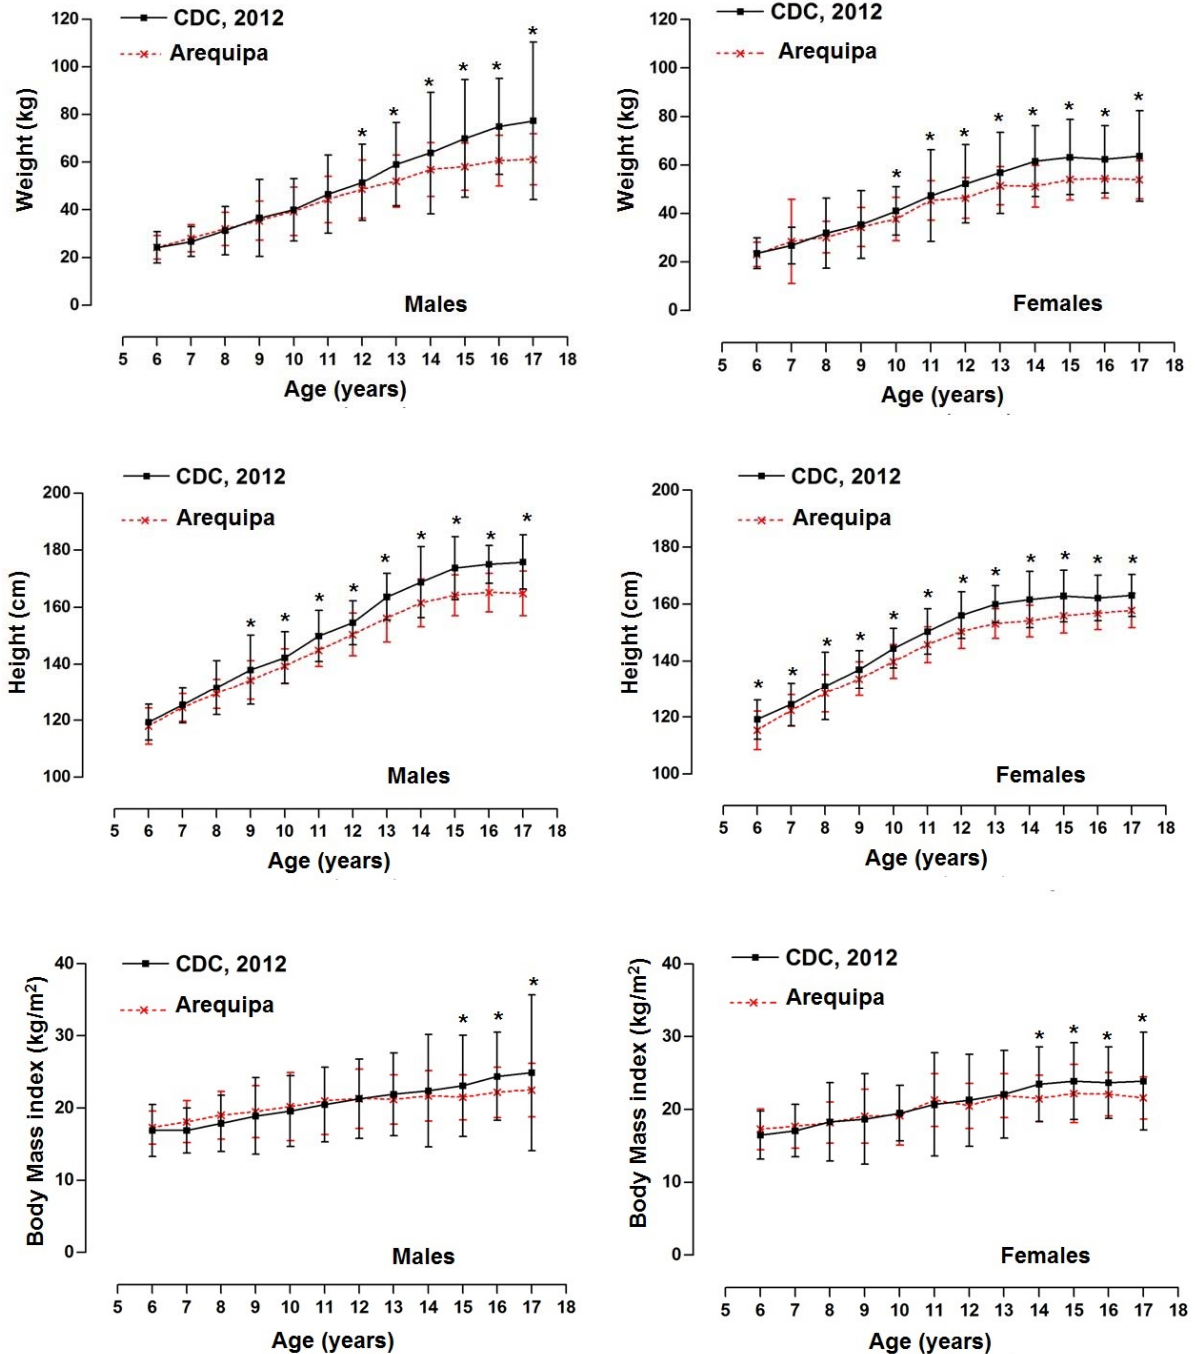 CDC, 2012
Arequipa
Weight (kg)
120
100
80
60
40
20
0
* * * * * *
Males
5 6 7 8 9 10 11 12 13 14 15 16 17 18
Age (years)
CDC, 2012
Arequipa
Weight (kg)
120
100
80
60
40
20
0
* * * * * * * *
Females
5 6 7 8 9 10 11 12 13 14 15 16 17 18
Age (years)
CDC, 2012
Arequipa
Height (cm)
200
180
160
140
120
100
* * * * * * * * *
Males
5 6 7 8 9 10 11 12 13 14 15 16 17 18
Age (years)
CDC, 2012
Arequipa
Height (cm)
200
180
160
140
120
100
* * * * * * * * * * * *
Females
5 6 7 8 9 10 11 12 13 14 15 16 17 18
Age (years)
CDC, 2012
Arequipa
Body Mass index (kg/m²)
40
30
20
10
0
* * *
Males
5 6 7 8 9 10 11 12 13 14 15 16 17 18
Age (years)
CDC, 2012
Arequipa
Body Mass index (kg/m²)
40
30
20
10
0
* * * *
Females
5 6 7 8 9 10 11 12 13 14 15 16 17 18
Age (years)